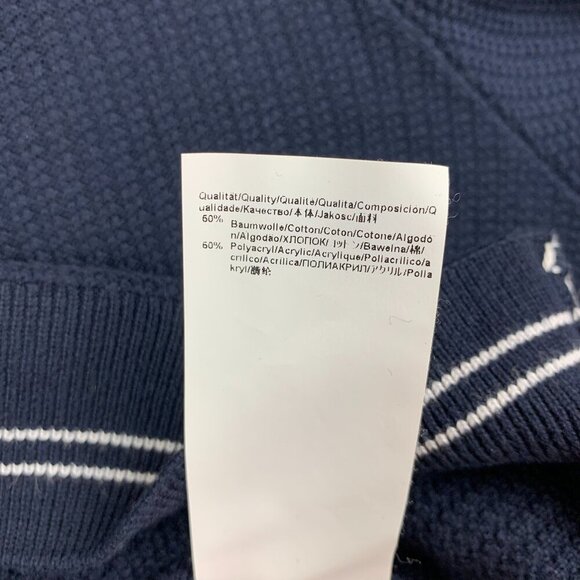 Qualität/Quality/Qualité/Qualita/Composición/Q
ualidade/Качество/本体/Jakosc/面料
60% Baumwolle/Cotton/Coton/Cotone/Algodó
n/Algodão/ХЛОПОК/コットン/Bawelna/棉/
60% Polyacryl/Acrylic/Acrylique/Poliacrilico/a
crilico/Acrilica/ПОЛИАКРИЛ/アクリル/Polia
kryl/腈纶